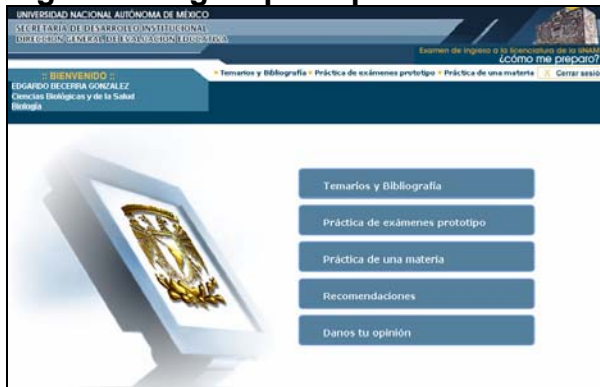 UNIVERSIDAD NACIONAL AUTÓNOMA DE MÉXICO
SECRETARÍA DE DESARROLLO INSTITUCIONAL
DIRECCIÓN GENERAL DE EVALUACIÓN EDUCATIVA
Examen de ingreso a la licenciatura de la UNAM
¿cómo me preparo?
:: BIENVENIDO ::
EDGARDO BECERRA GONZALEZ
Ciencias Biológicas y de la Salud
Biología
Temarios y Bibliografía Práctica de exámenes prototipo Práctica de una materia X Cerrar sesió
Temarios y Bibliografía
Práctica de exámenes prototipo
Práctica de una materia
Recomendaciones
Danos tu opinión